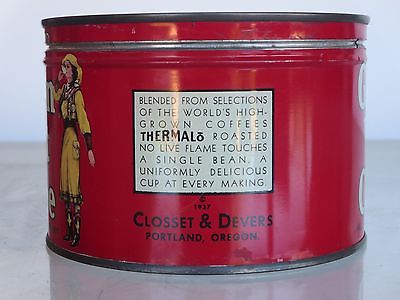 BLENDED FROM SELECTIONS
OF THE WORLD'S HIGH-
GROWN COFFEES
THERMALO ROASTED
NO LIVE FLAME TOUCHES
A SINGLE BEAN. A
UNIFORMLY DELICIOUS
CUP AT EVERY MAKING.
©
1937
CLOSSET & DEVERS
PORTLAND, OREGON.